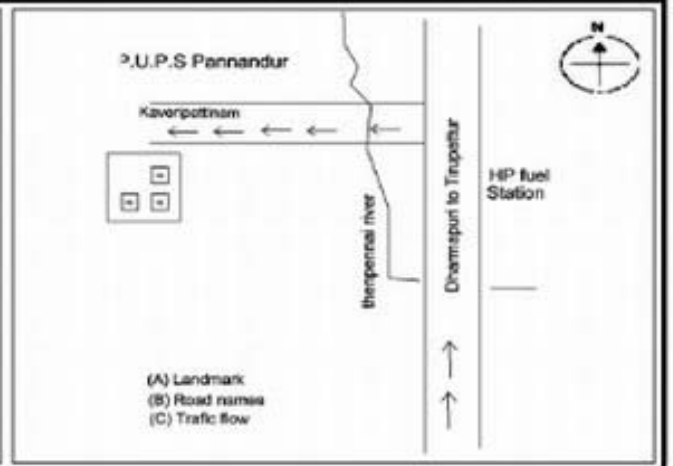 P.U.P.S Pannandur
N
Kaveripattinam
Dharmapuri to Tirupattur
HP fuel
Station
thenpennai river
(A) Landmark
(B) Road names
(C) Trafic flow